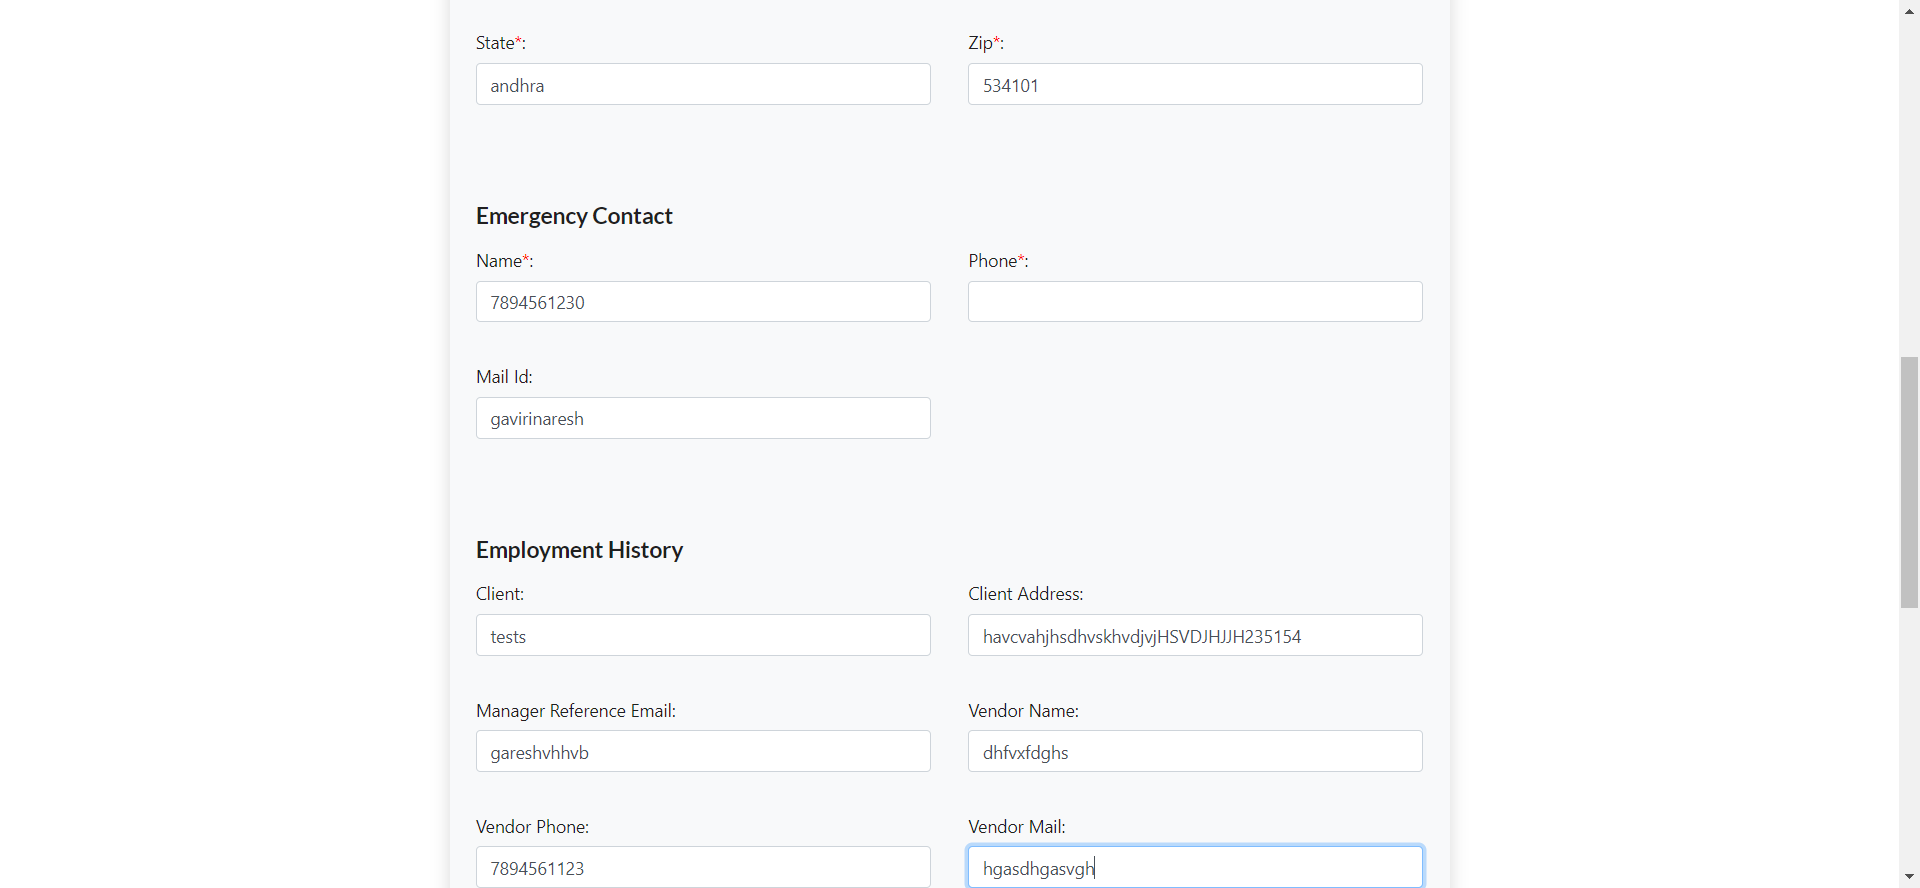 State*: Zip*:
andhra 534101
Emergency Contact
Name*: Phone*:
7894561230
Mail Id:
gavirinaresh
Employment History
Client: Client Address:
tests havcvahjhsdhvskhvdjvjHSVDJHJJH235154
Manager Reference Email: Vendor Name:
gareshvhhvb dhfvxfdghs
Vendor Phone: Vendor Mail:
7894561123 hgasdhgasvgh